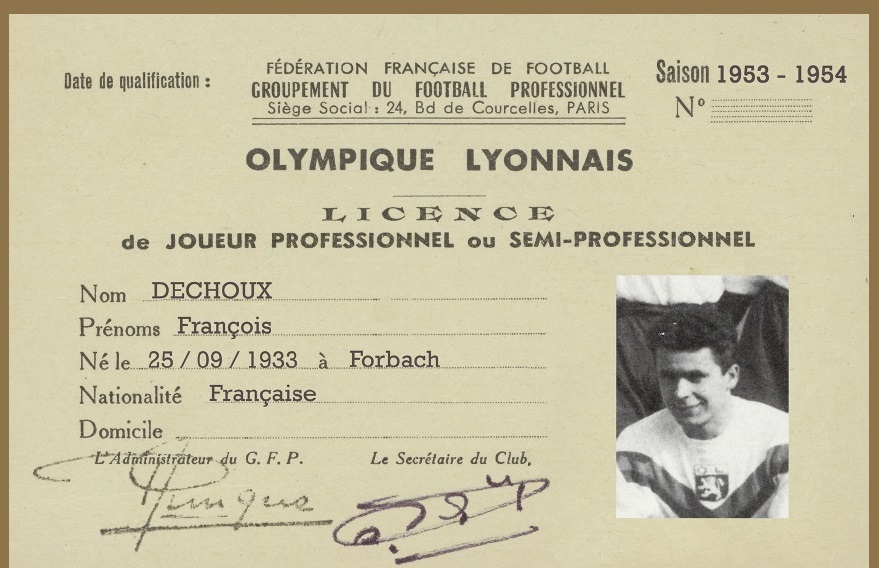 Date de qualification :
FÉDÉRATION FRANÇAISE DE FOOTBALL
GROUPEMENT DU FOOTBALL PROFESSIONNEL
Siège Social : 24, Bd de Courcelles, PARIS
Saison 1953 - 1954
Nº
OLYMPIQUE LYONNAIS
LICENCE
de JOUEUR PROFESSIONNEL ou SEMI-PROFESSIONNEL
Nom DECHOUX
Prénoms François
Né le 25 / 09 / 1933 à Forbach
Nationalité Française
Domicile
L'Administrateur du G. F. P.
Le Secrétaire du Club,
OL